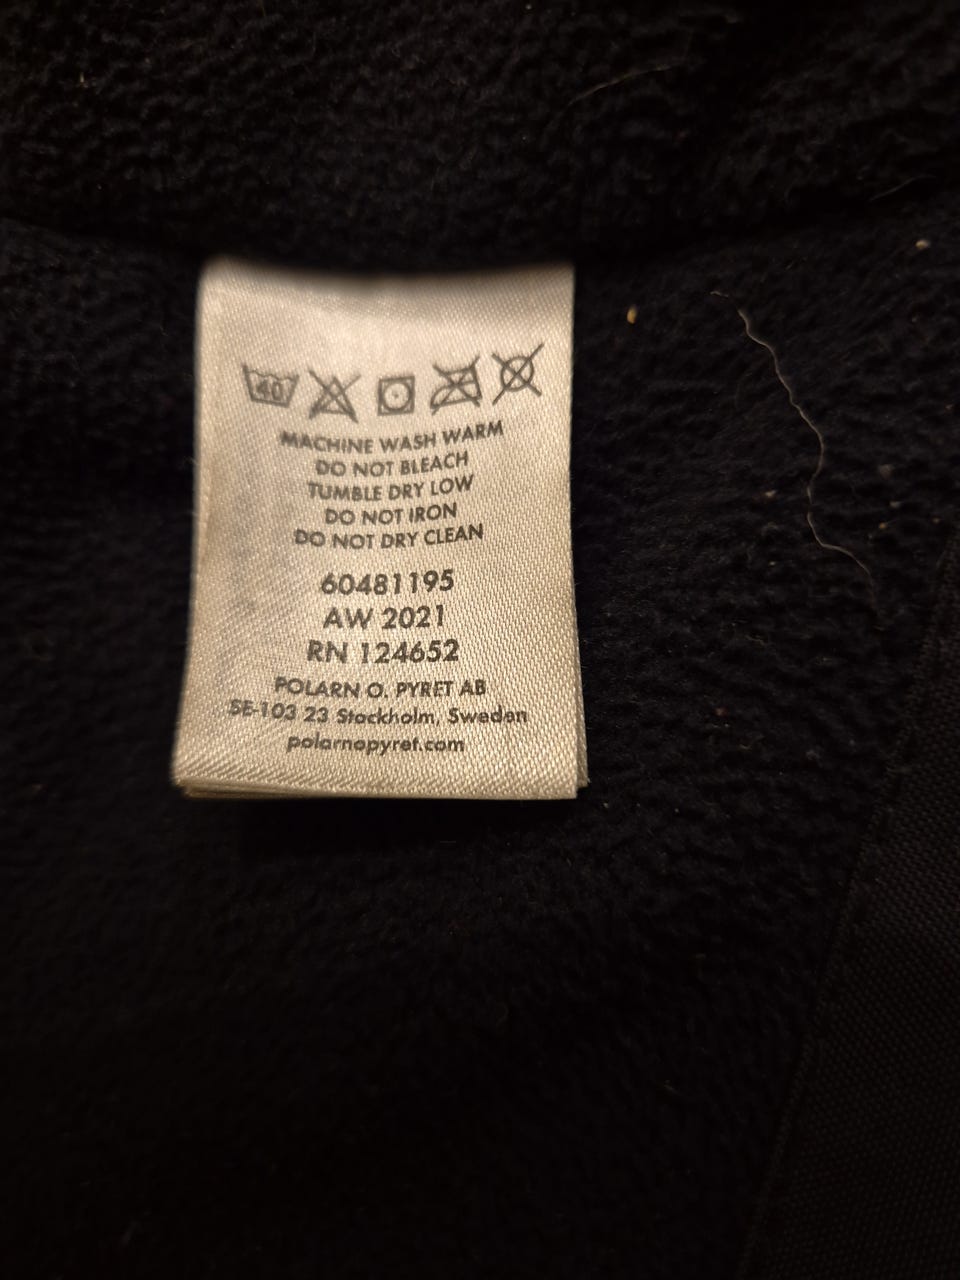 40
MACHINE WASH WARM
DO NOT BLEACH
TUMBLE DRY LOW
DO NOT IRON
DO NOT DRY CLEAN
60481195
AW 2021
RN 124652
POLARN O. PYRET AB
SE-103 23 Stockholm, Sweden
polarnopyret.com